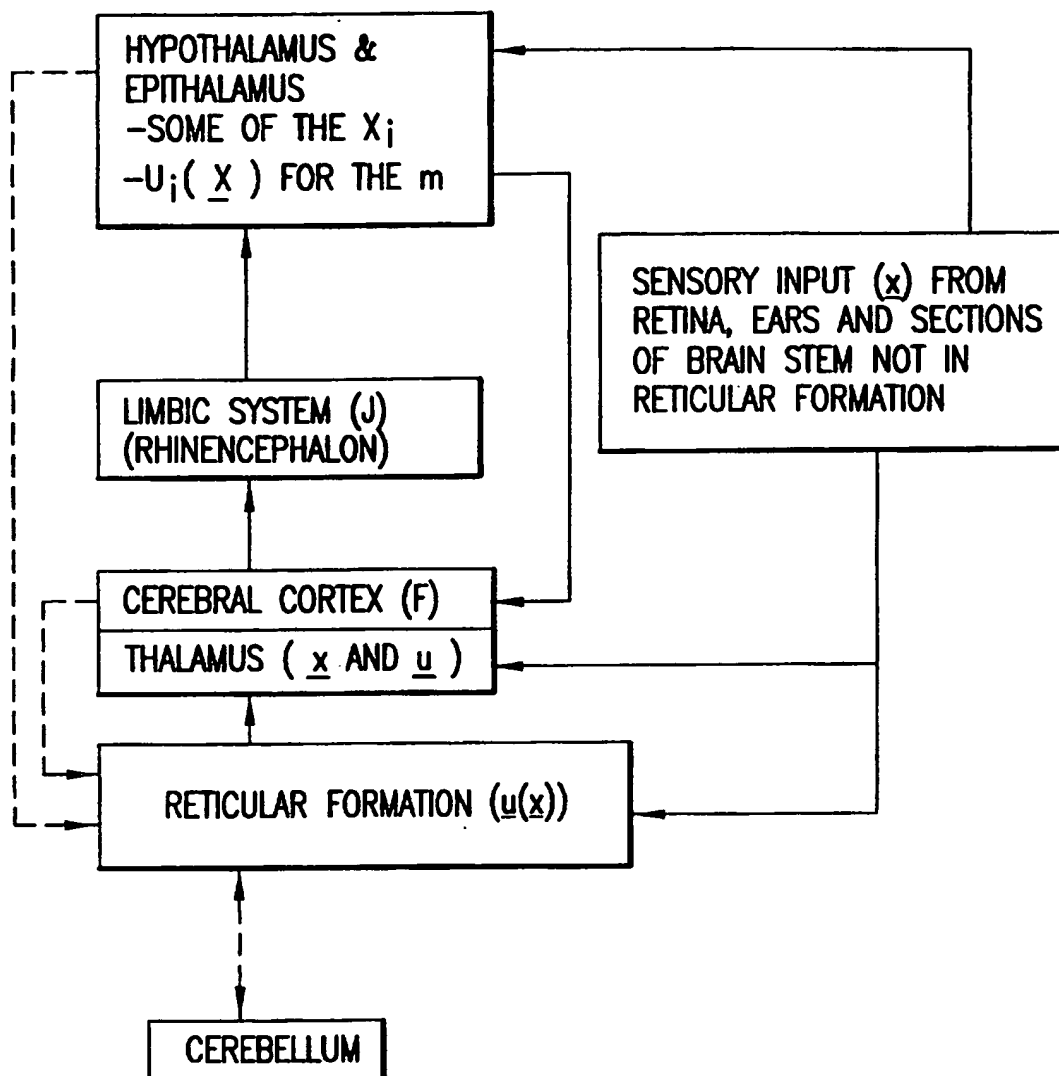 HYPOTHALAMUS &
EPITHALAMUS
-SOME OF THE Xi
-Ui( X ) FOR THE m
SENSORY INPUT (x) FROM
RETINA, EARS AND SECTIONS
OF BRAIN STEM NOT IN
RETICULAR FORMATION
LIMBIC SYSTEM (J)
(RHINENCEPHALON)
CEREBRAL CORTEX (F)
THALAMUS ( x AND u )
RETICULAR FORMATION (u(x))
CEREBELLUM